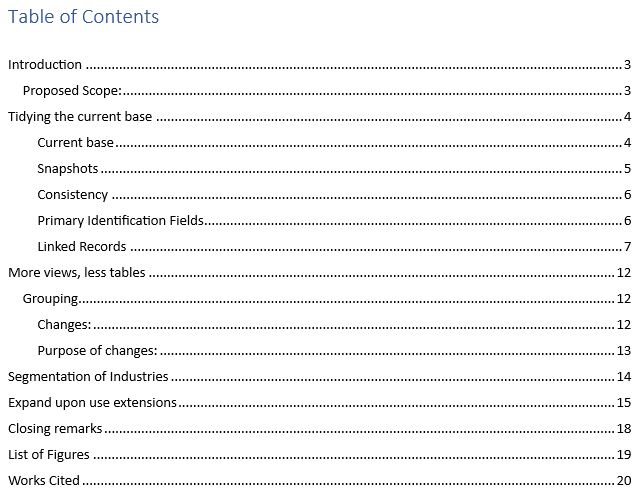 Table of Contents
Introduction ........ 3
Proposed Scope: ........ 3
Tidying the current base ........ 4
Current base ........ 4
Snapshots ........ 5
Consistency ........ 6
Primary Identification Fields ........ 6
Linked Records ........ 7
More views, less tables ........ 12
Grouping ........ 12
Changes: ........ 12
Purpose of changes: ........ 13
Segmentation of Industries ........ 14
Expand upon use extensions ........ 15
Closing remarks ........ 18
List of Figures ........ 19
Works Cited ........ 20